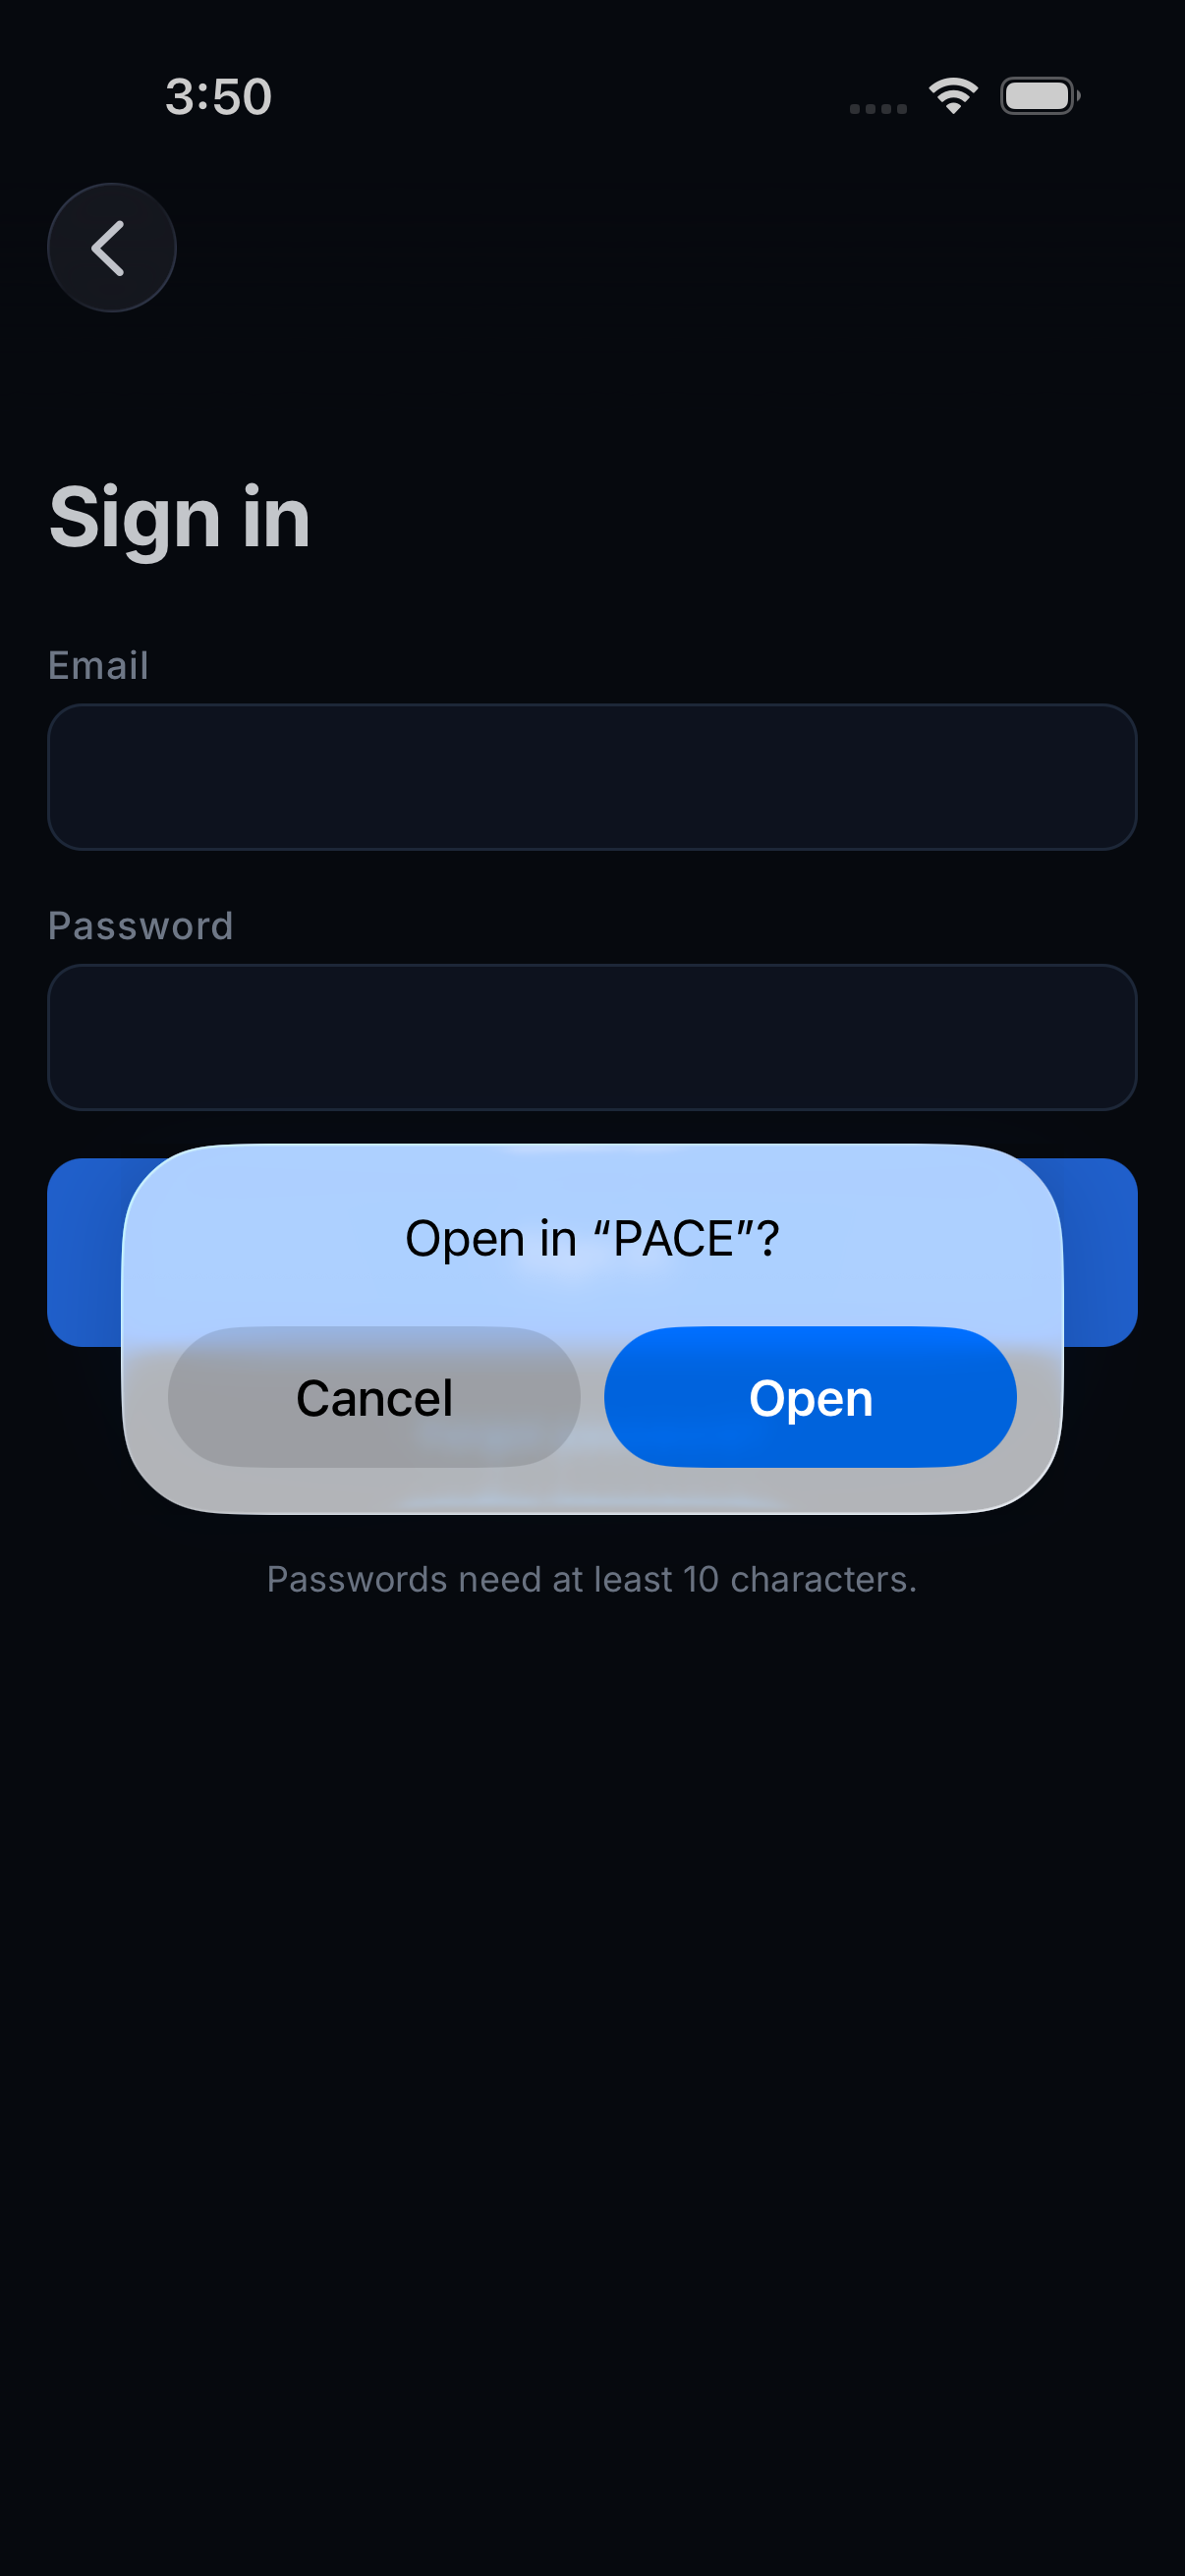 3:50
Sign in
Email
Password
Open in “PACE”?
Cancel
Open
Passwords need at least 10 characters.